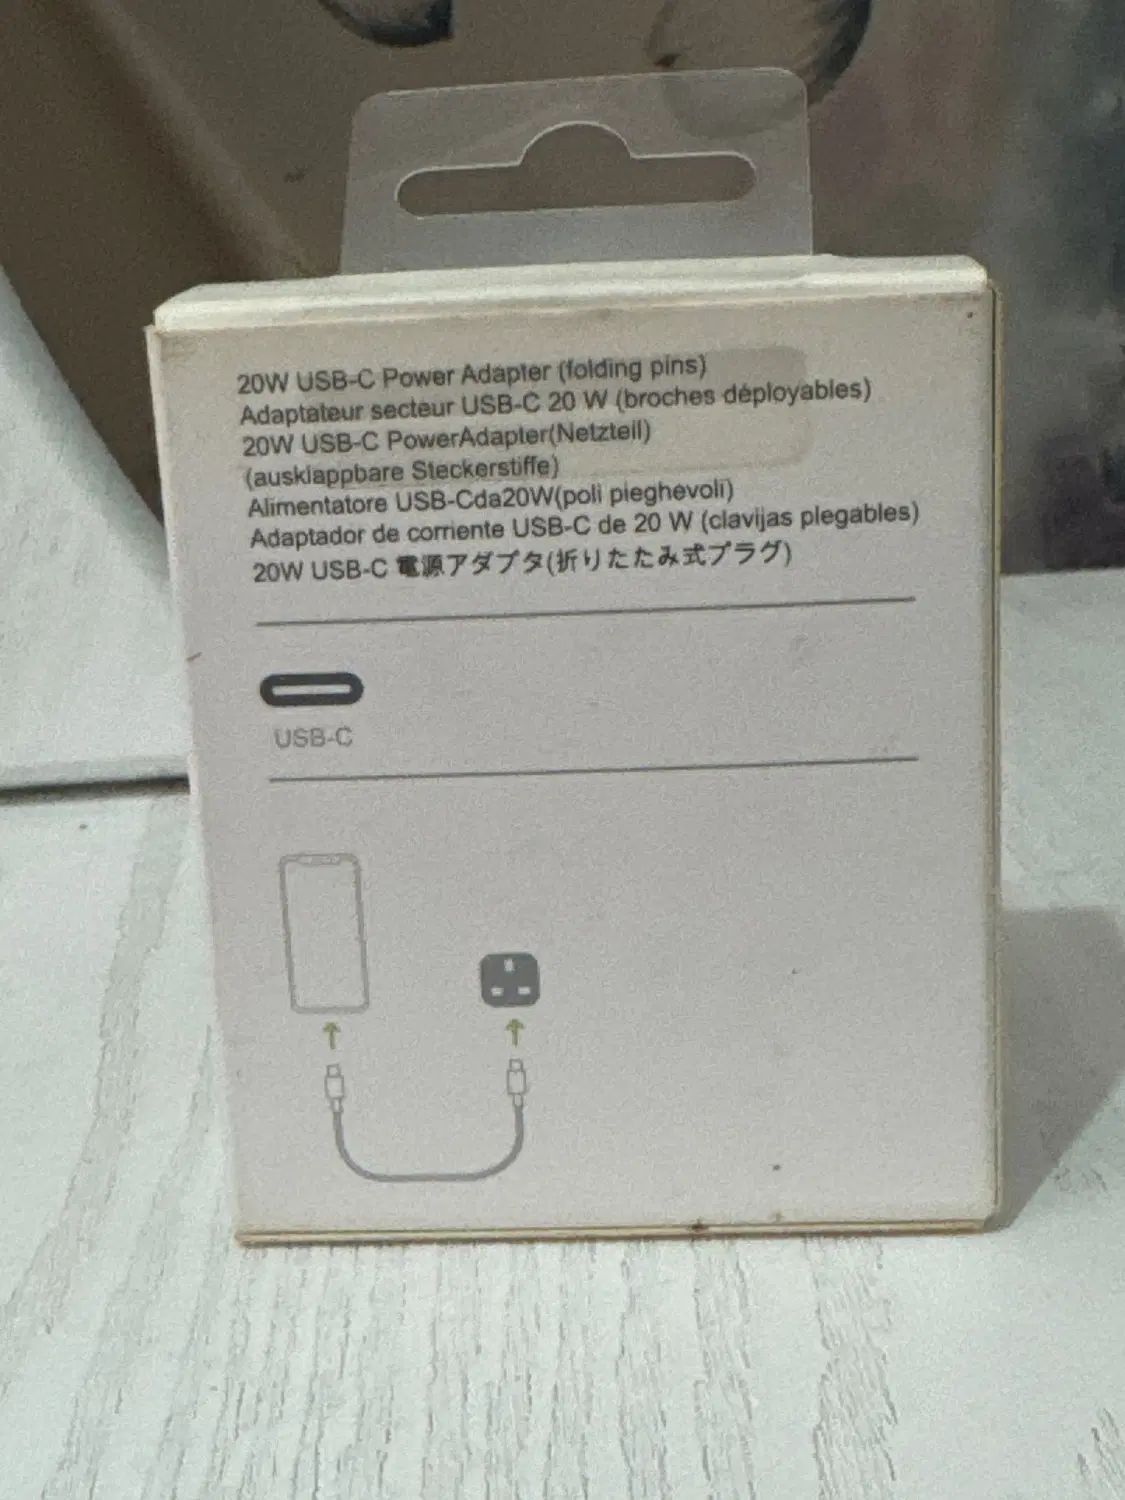 20W USB-C Power Adapter (folding pins)
Adaptateur secteur USB-C 20 W (broches déployables)
20W USB-C PowerAdapter(Netzteil)
(ausklappbare Steckerstiffe)
Alimentatore USB-Cda20W(poli pieghevoli)
Adaptador de corriente USB-C de 20 W (clavijas plegables)
20W USB-C 電源アダプタ(折りたたみ式プラグ)
USB-C